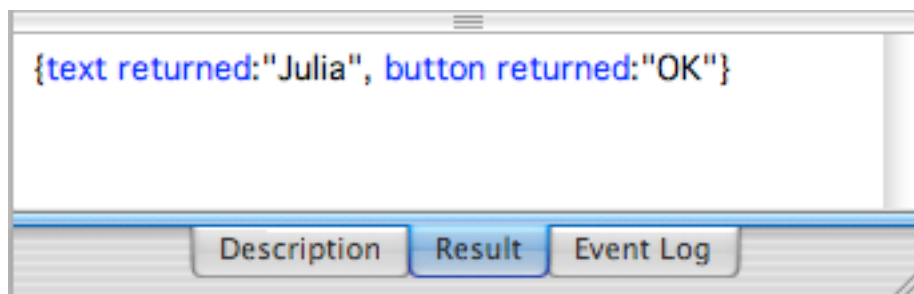 {text returned:"Julia", button returned:"OK"}
Description Result Event Log